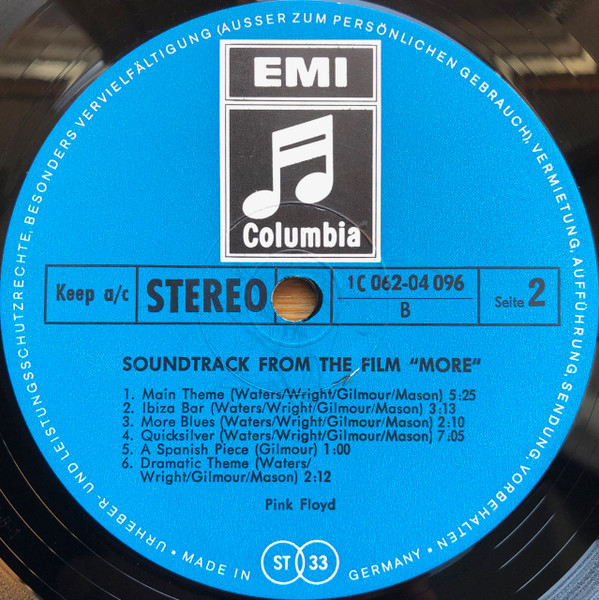 URHEBER- UND LEISTUNGSSCHUTZRECHTE, BESONDERS VERVIELFÄLTIGUNG (AUSSER ZUM PERSÖNLICHEN GEBRAUCH), VERMIETUNG, AUFFÜHRUNG, SENDUNG, VORBEHALTEN
EMI
Columbia
Keep a/c
STEREO
1C 062-04 096
B
Seite 2
SOUNDTRACK FROM THE FILM "MORE"
1. Main Theme (Waters/Wright/Gilmour/Mason) 5:25
2. Ibiza Bar (Waters/Wright/Gilmour/Mason) 3:13
3. More Blues (Waters/Wright/Gilmour/Mason) 2:10
4. Quicksilver (Waters/Wright/Gilmour/Mason) 7:05
5. A Spanish Piece (Gilmour) 1:00
6. Dramatic Theme (Waters/
Wright/Gilmour/Mason) 2:12
Pink Floyd
• MADE IN GERMANY •
ST 33